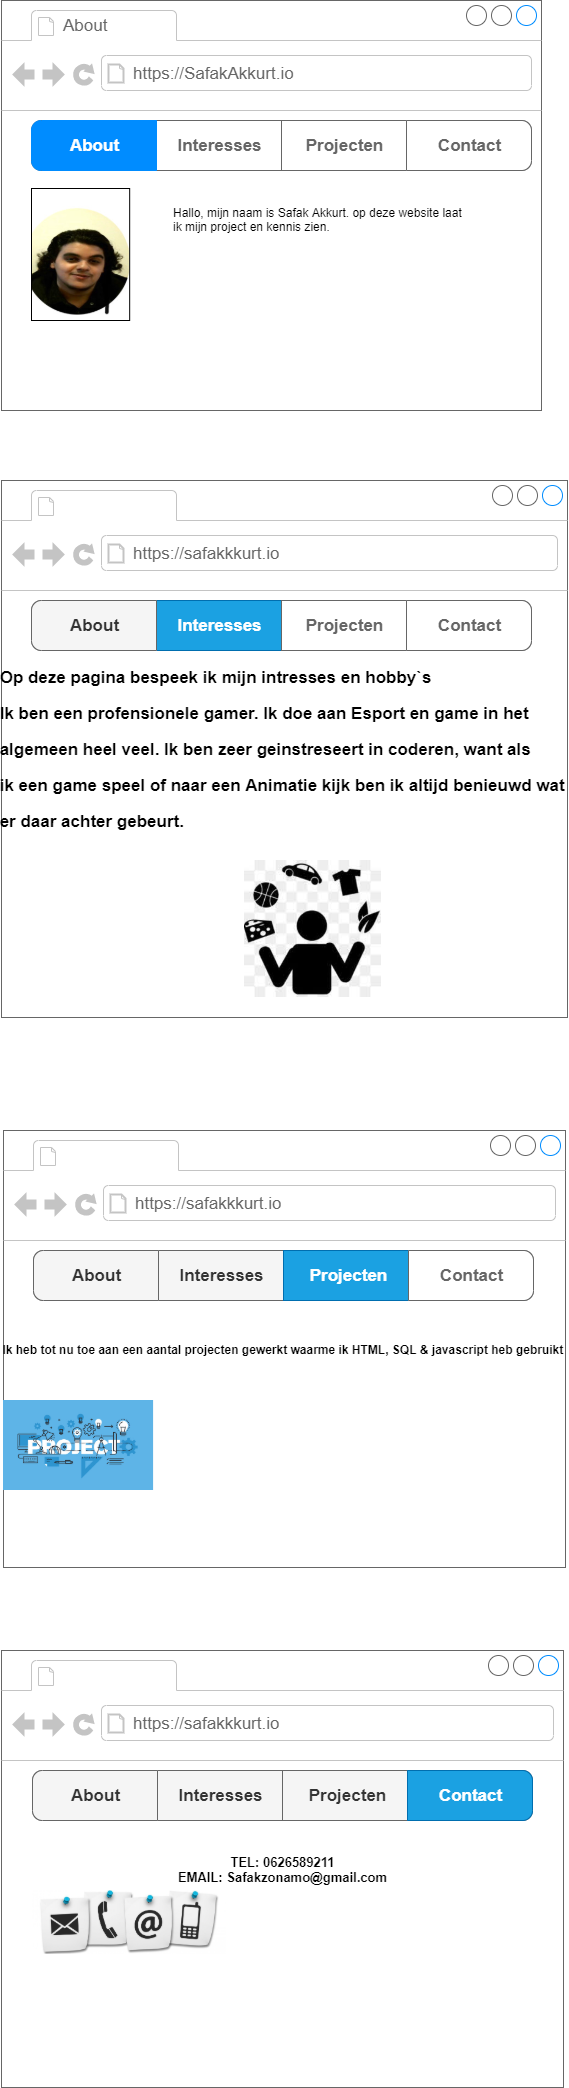 About
https://SafakAkkurt.io
About Interesses Projecten Contact
Hallo, mijn naam is Safak Akkurt. op deze website laat
ik mijn project en kennis zien.
https://safakkkurt.io
About Interesses Projecten Contact
Op deze pagina bespeek ik mijn intresses en hobby`s
Ik ben een profensionele gamer. Ik doe aan Esport en game in het
algemeen heel veel. Ik ben zeer geinstreseert in coderen, want als
ik een game speel of naar een Animatie kijk ben ik altijd benieuwd wat
er daar achter gebeurt.
https://safakkkurt.io
About Interesses Projecten Contact
Ik heb tot nu toe aan een aantal projecten gewerkt waarme ik HTML, SQL & javascript heb gebruikt
PROJECT
https://safakkkurt.io
About Interesses Projecten Contact
TEL: 0626589211
EMAIL: Safakzonamo@gmail.com
@